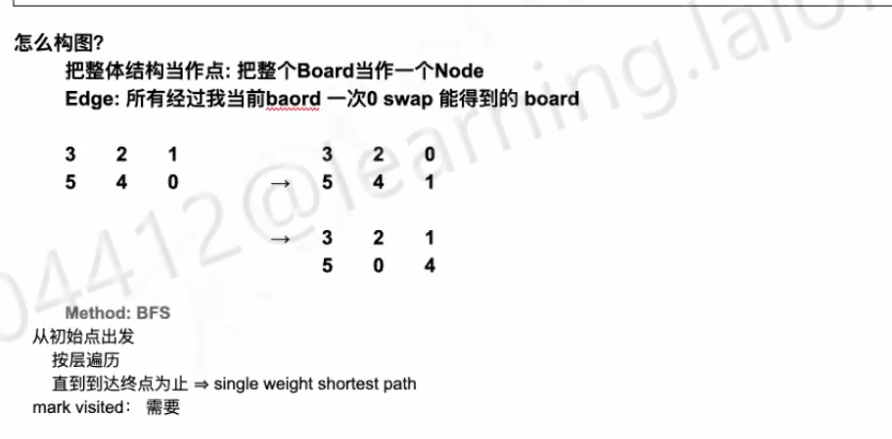 怎么构图?
把整体结构当作点: 把整个Board当作一个Node
Edge: 所有经过我当前baord 一次0 swap 能得到的 board
3 2 1 3 2 0
5 4 0 → 5 4 1
→ 3 2 1
5 0 4
Method: BFS
从初始点出发
按层遍历
直到到达终点为止 ⇒ single weight shortest path
mark visited： 需要
04412@learning.laio